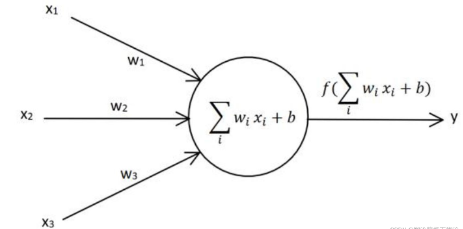 x₁
w₁
x₂
w₂
∑ᵢ wᵢ xᵢ + b
f(∑ᵢ wᵢ xᵢ + b)
y
w₃
x₃